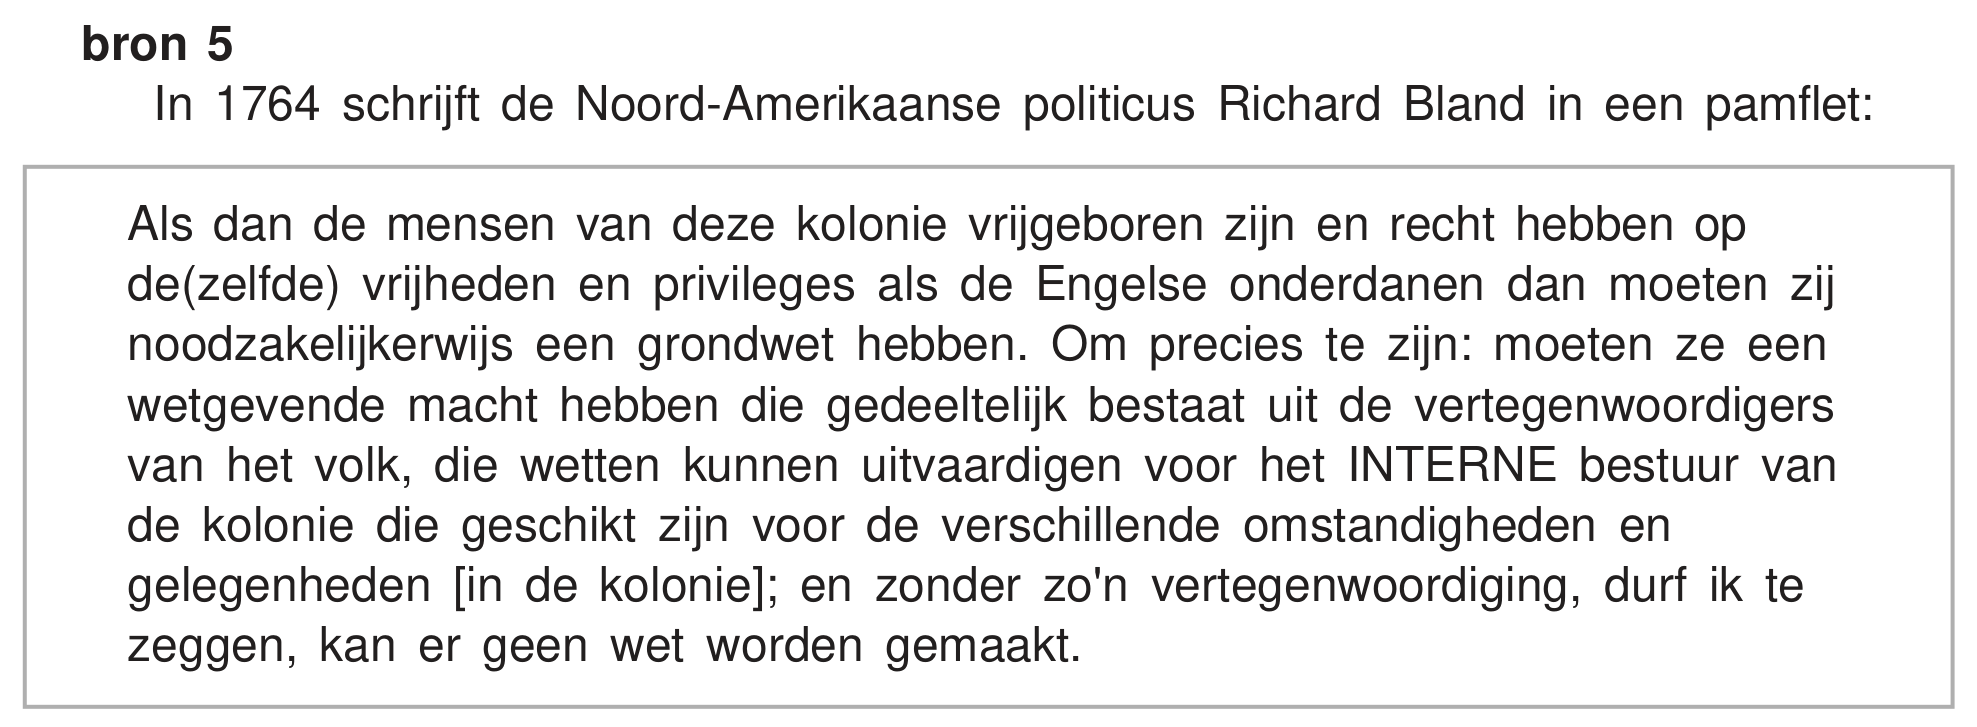 bron 5
In 1764 schrijft de Noord-Amerikaanse politicus Richard Bland in een pamflet:
Als dan de mensen van deze kolonie vrijgeboren zijn en recht hebben op
de(zelfde) vrijheden en privileges als de Engelse onderdanen dan moeten zij
noodzakelijkerwijs een grondwet hebben. Om precies te zijn: moeten ze een
wetgevende macht hebben die gedeeltelijk bestaat uit de vertegenwoordigers
van het volk, die wetten kunnen uitvaardigen voor het INTERNE bestuur van
de kolonie die geschikt zijn voor de verschillende omstandigheden en
gelegenheden [in de kolonie]; en zonder zo'n vertegenwoordiging, durf ik te
zeggen, kan er geen wet worden gemaakt.